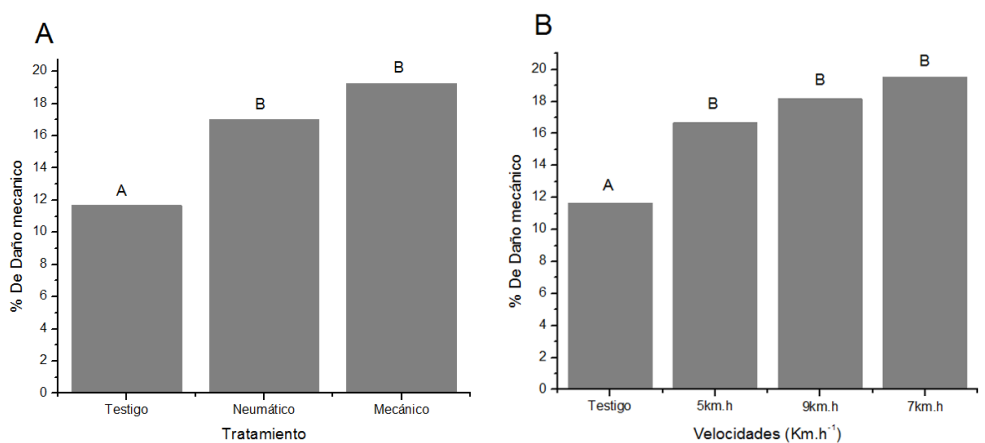 A
% De Daño mecanico
20
18
16
14
12
10
8
6
4
2
0
A
B
B
Testigo
Neumático
Mecánico
Tratamiento
B
% De Daño mecánico
20
18
16
14
12
10
8
6
4
2
0
A
B
B
B
Testigo
5km.h
9km.h
7km.h
Velocidades (Km.h⁻¹)